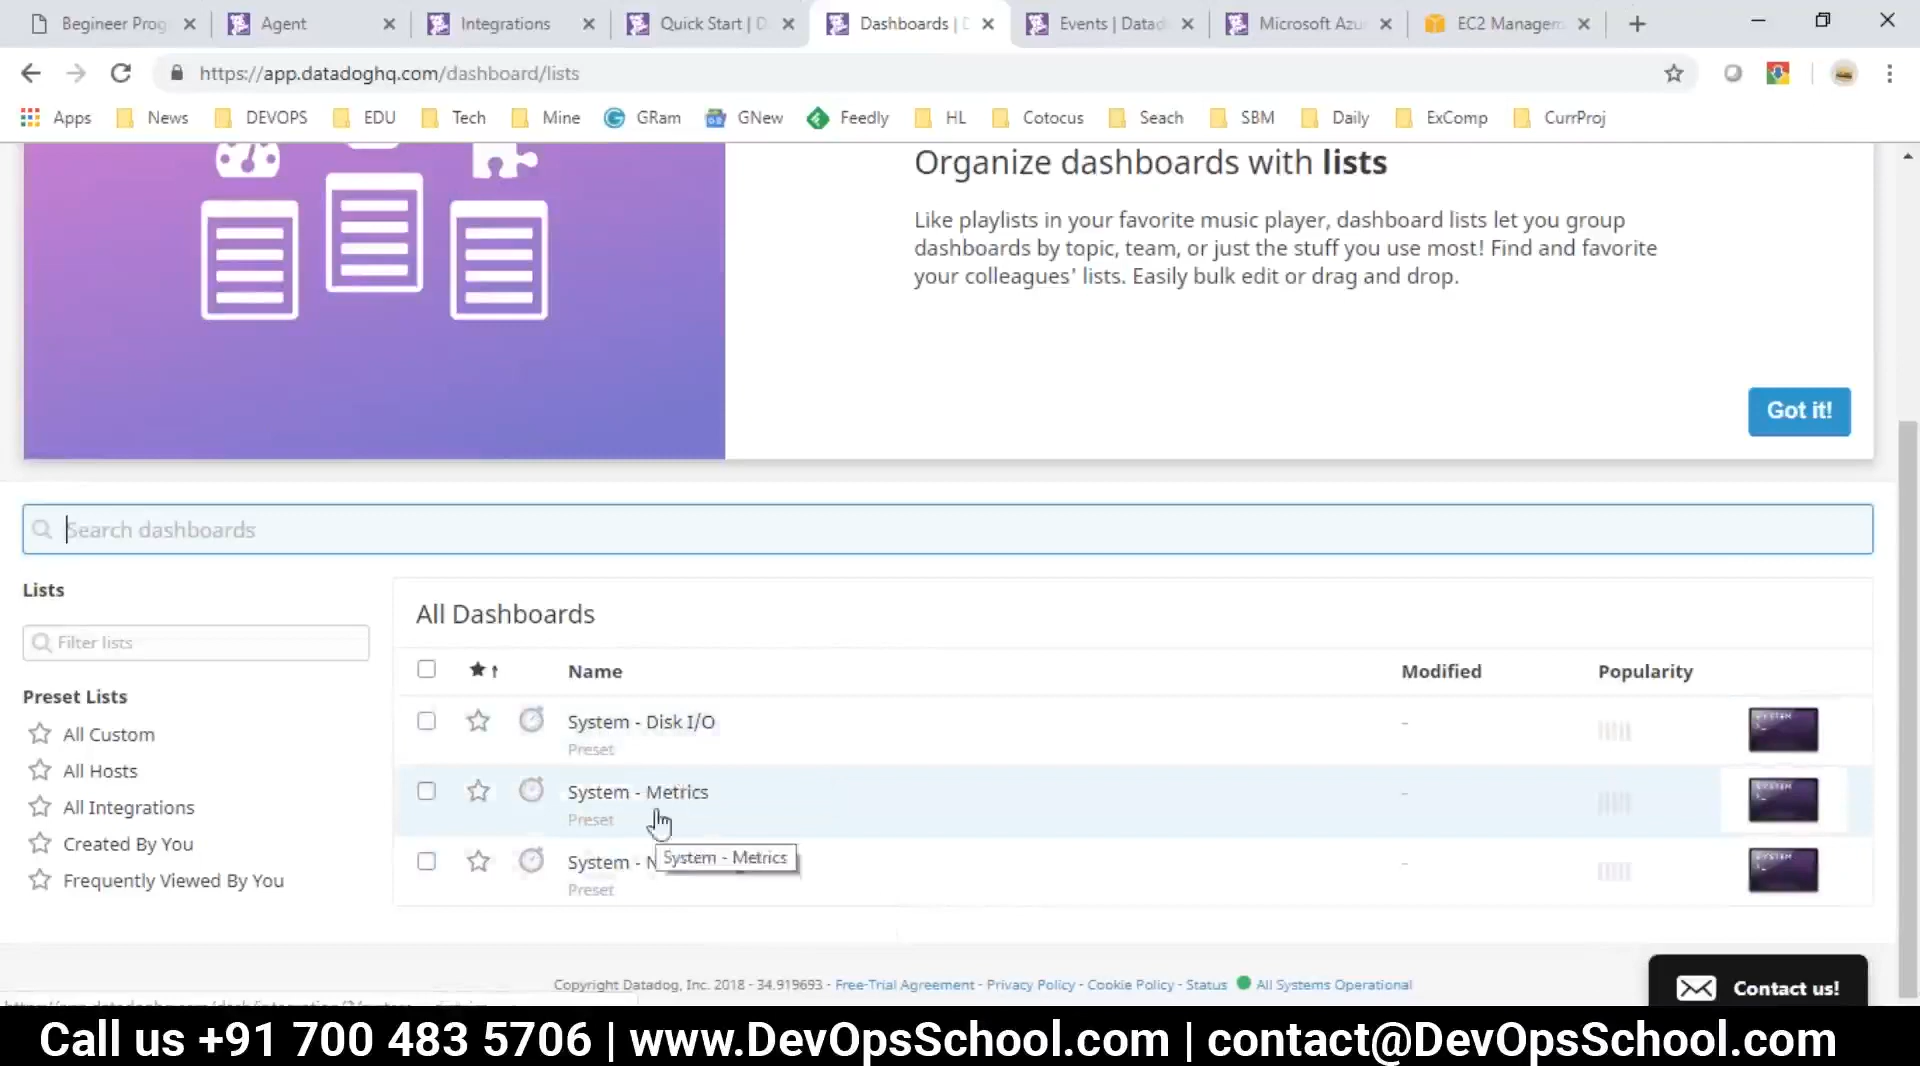 Begineer Prog
Agent
Integrations
Quick Start | D
Dashboards | D
Events | Datad
Microsoft Azu
EC2 Managem
https://app.datadoghq.com/dashboard/lists
Apps News DEVOPS EDU Tech Mine GRam GNew Feedly HL Cotocus Seach SBM Daily ExComp CurrProj
Organize dashboards with lists
Like playlists in your favorite music player, dashboard lists let you group
dashboards by topic, team, or just the stuff you use most! Find and favorite
your colleagues' lists. Easily bulk edit or drag and drop.
Got it!
Search dashboards
Lists
Filter lists
Preset Lists
All Custom
All Hosts
All Integrations
Created By You
Frequently Viewed By You
All Dashboards
Name Modified Popularity
System - Disk I/O -
Preset
System - Metrics -
Preset
System - Metrics
System - N -
Preset
Copyright Datadog, Inc. 2018 - 34.919693 - Free-Trial Agreement - Privacy Policy - Cookie Policy - Status All Systems Operational
Contact us!
Call us +91 700 483 5706 | www.DevOpsSchool.com | contact@DevOpsSchool.com